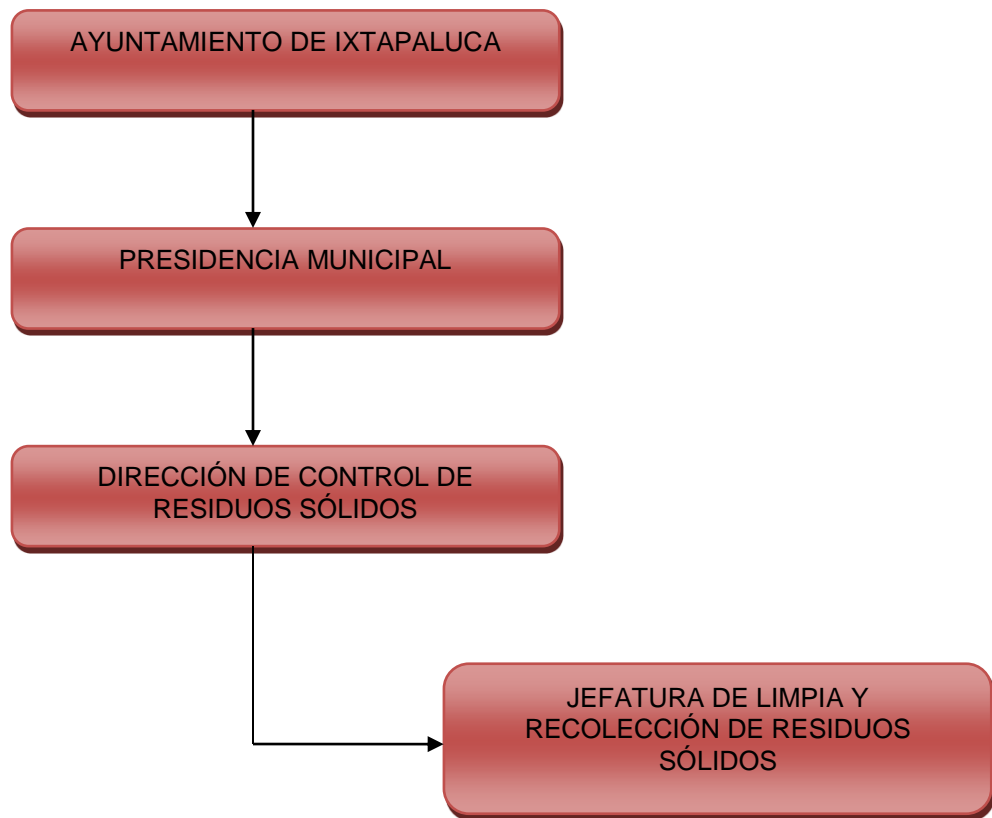 AYUNTAMIENTO DE IXTAPALUCA
PRESIDENCIA MUNICIPAL
DIRECCIÓN DE CONTROL DE
RESIDUOS SÓLIDOS
JEFATURA DE LIMPIA Y
RECOLECCIÓN DE RESIDUOS
SÓLIDOS